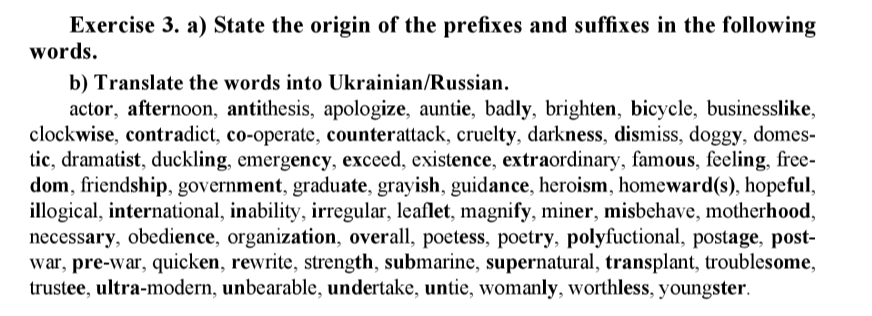 Exercise 3. a) State the origin of the prefixes and suffixes in the following
words.
b) Translate the words into Ukrainian/Russian.
actor, afternoon, antithesis, apologize, auntie, badly, brighten, bicycle, businesslike,
clockwise, contradict, co-operate, counterattack, cruelty, darkness, dismiss, doggy, domes-
tic, dramatist, duckling, emergency, exceed, existence, extraordinary, famous, feeling, free-
dom, friendship, government, graduate, grayish, guidance, heroism, homeward(s), hopeful,
illogical, international, inability, irregular, leaflet, magnify, miner, misbehave, motherhood,
necessary, obedience, organization, overall, poetess, poetry, polyfuctional, postage, post-
war, pre-war, quicken, rewrite, strength, submarine, supernatural, transplant, troublesome,
trustee, ultra-modern, unbearable, undertake, untie, womanly, worthless, youngster.